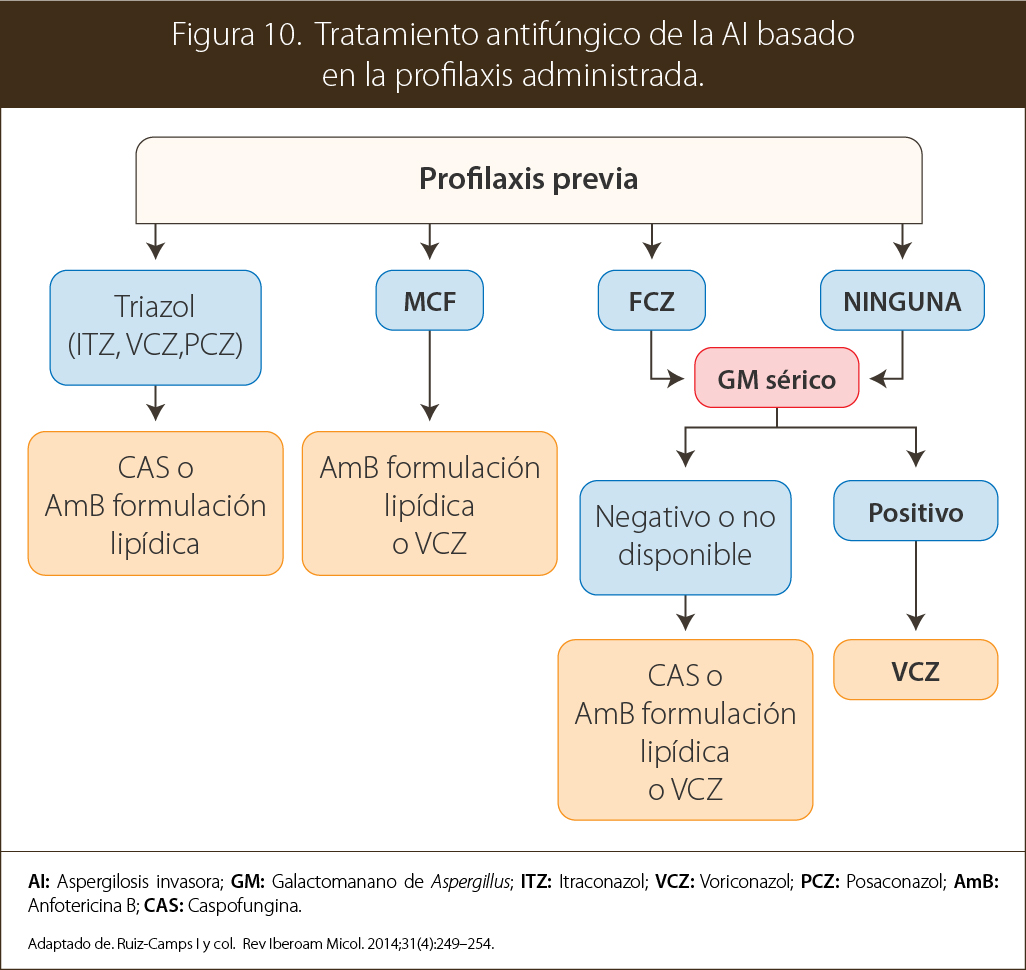 Figura 10. Tratamiento antifúngico de la AI basado
en la profilaxis administrada.
Profilaxis previa
Triazol
(ITZ, VCZ,PCZ)
MCF
FCZ
NINGUNA
GM sérico
CAS o
AmB formulación
lipídica
AmB formulación
lipídica
o VCZ
Negativo o no
disponible
Positivo
CAS o
AmB formulación
lipídica
o VCZ
VCZ
AI: Aspergilosis invasora; GM: Galactomanano de Aspergillus; ITZ: Itraconazol; VCZ: Voriconazol; PCZ: Posaconazol; AmB:
Anfotericina B; CAS: Caspofungina.
Adaptado de. Ruiz-Camps I y col. Rev Iberoam Micol. 2014;31(4):249–254.